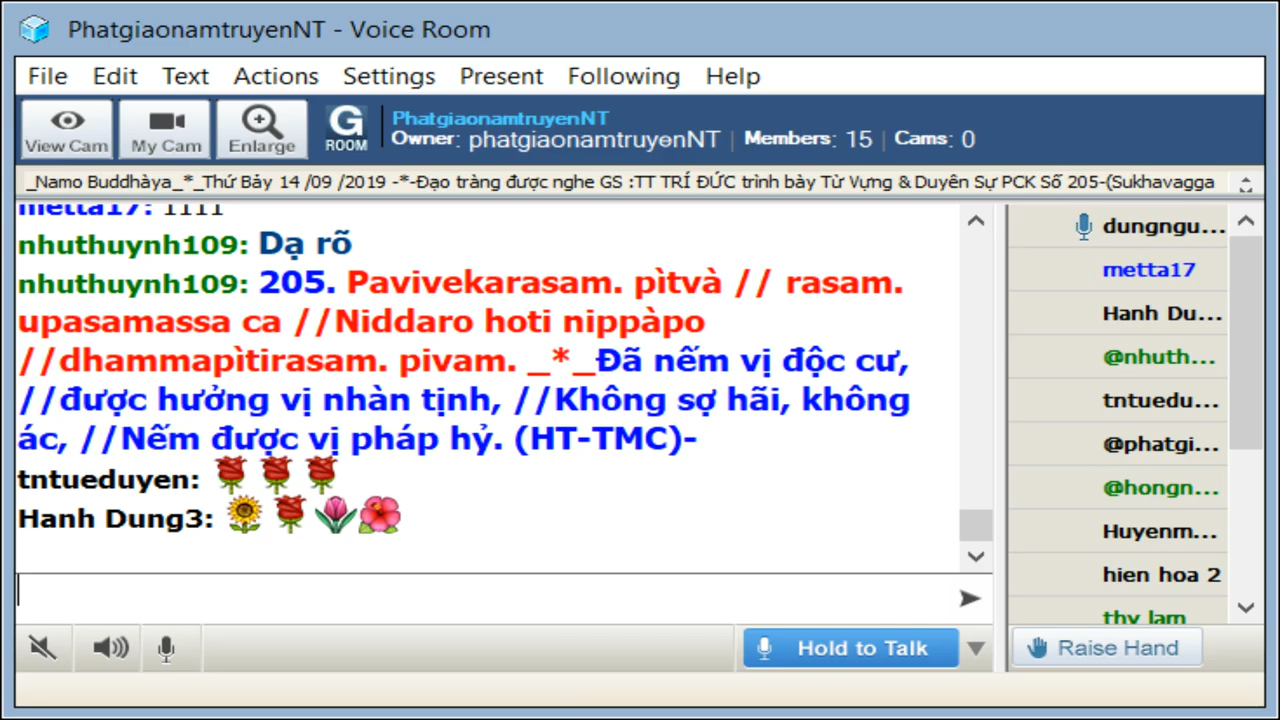 PhatgiaonamtruyenNT - Voice Room
File Edit Text Actions Settings Present Following Help
View Cam My Cam Enlarge G ROOM
PhatgiaonamtruyenNT
Owner: phatgiaonamtruyenNT | Members: 15 | Cams: 0
_Namo Buddhàya_*_Thứ Bảy 14 /09 /2019 -*-Đạo tràng được nghe GS :TT TRÍ ĐỨC trình bày Từ Vựng & Duyên Sự PCK Số 205-(Sukhavagga
metta17: 1111
nhuthuynh109: Dạ rõ
nhuthuynh109: 205. Pavivekarasam. pìtvà // rasam.
upasamassa ca //Niddaro hoti nippàpo
//dhammapìtirasam. pivam. _*_Đã nếm vị độc cư,
//được hưởng vị nhàn tịnh, //Không sợ hãi, không
ác, //Nếm được vị pháp hỷ. (HT-TMC)-
tntueduyen:
Hanh Dung3:
dungngu...
metta17
Hanh Du...
@nhuth...
tntuedu...
@phatgi...
@hongn...
Huyenm...
hien hoa 2
thy lam
Hold to Talk
Raise Hand